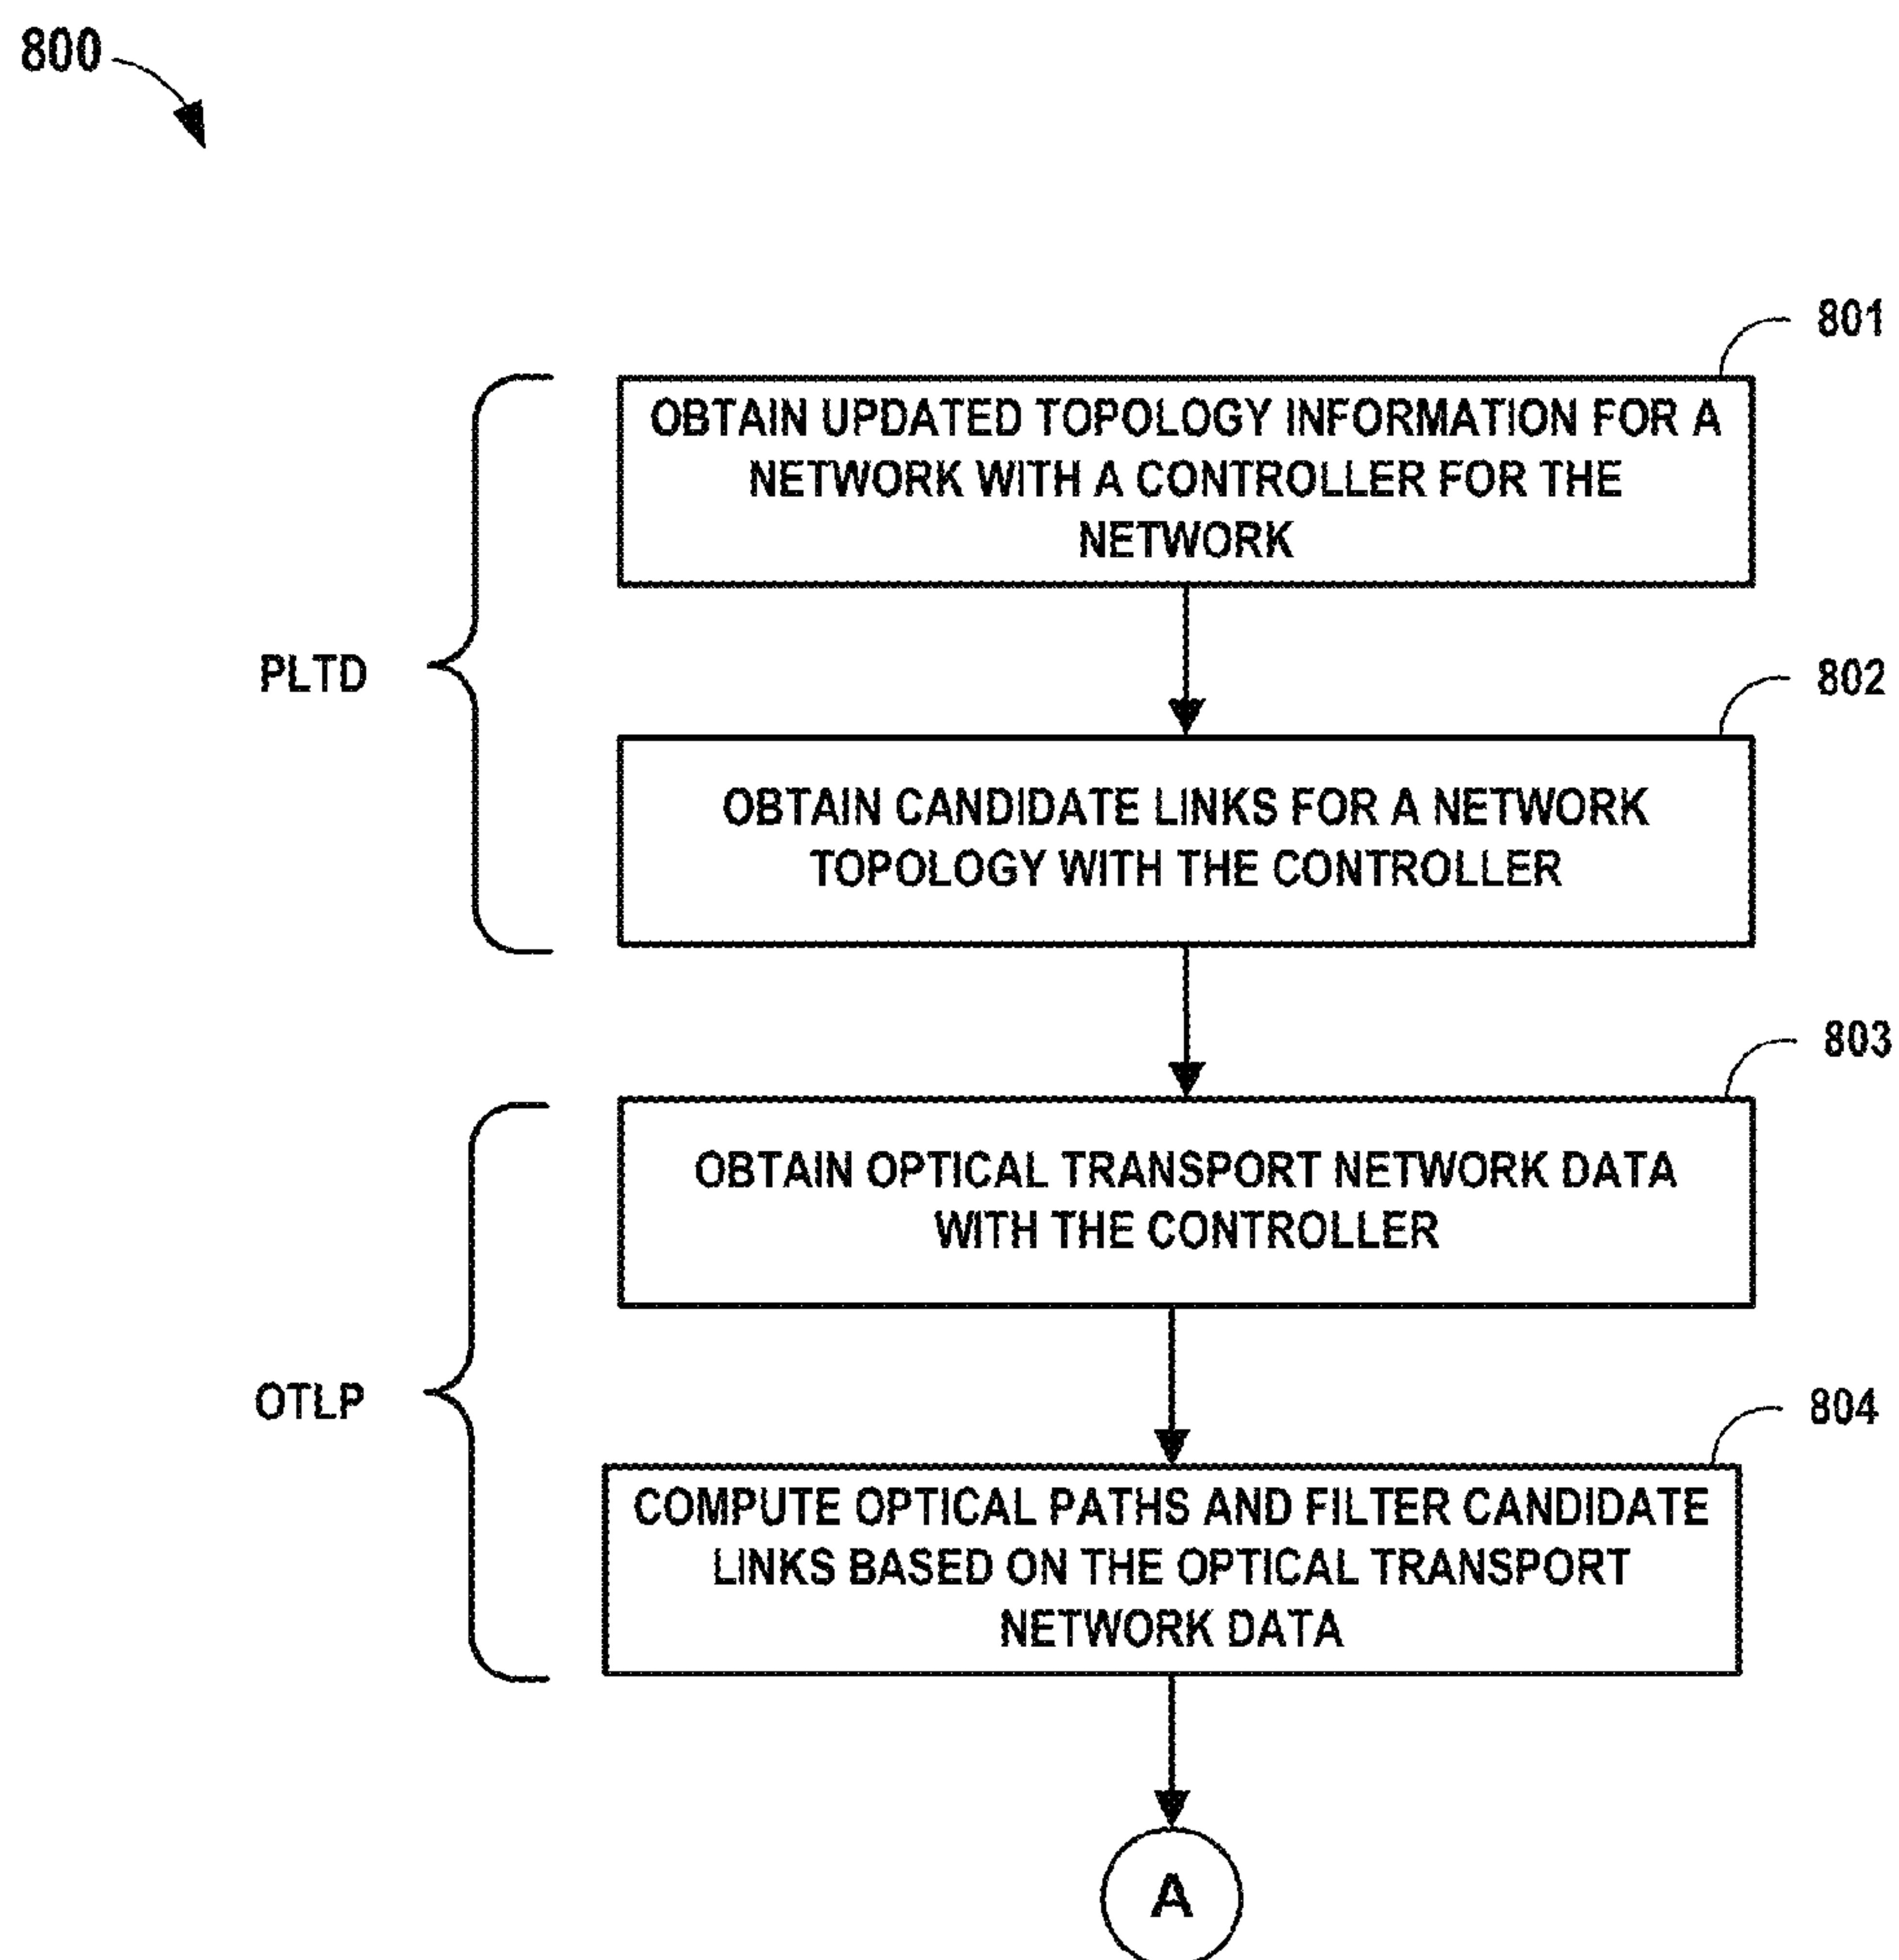 800
801
OBTAIN UPDATED TOPOLOGY INFORMATION FOR A
NETWORK WITH A CONTROLLER FOR THE
NETWORK
PLTD
802
OBTAIN CANDIDATE LINKS FOR A NETWORK
TOPOLOGY WITH THE CONTROLLER
803
OBTAIN OPTICAL TRANSPORT NETWORK DATA
WITH THE CONTROLLER
OTLP
804
COMPUTE OPTICAL PATHS AND FILTER CANDIDATE
LINKS BASED ON THE OPTICAL TRANSPORT
NETWORK DATA
A